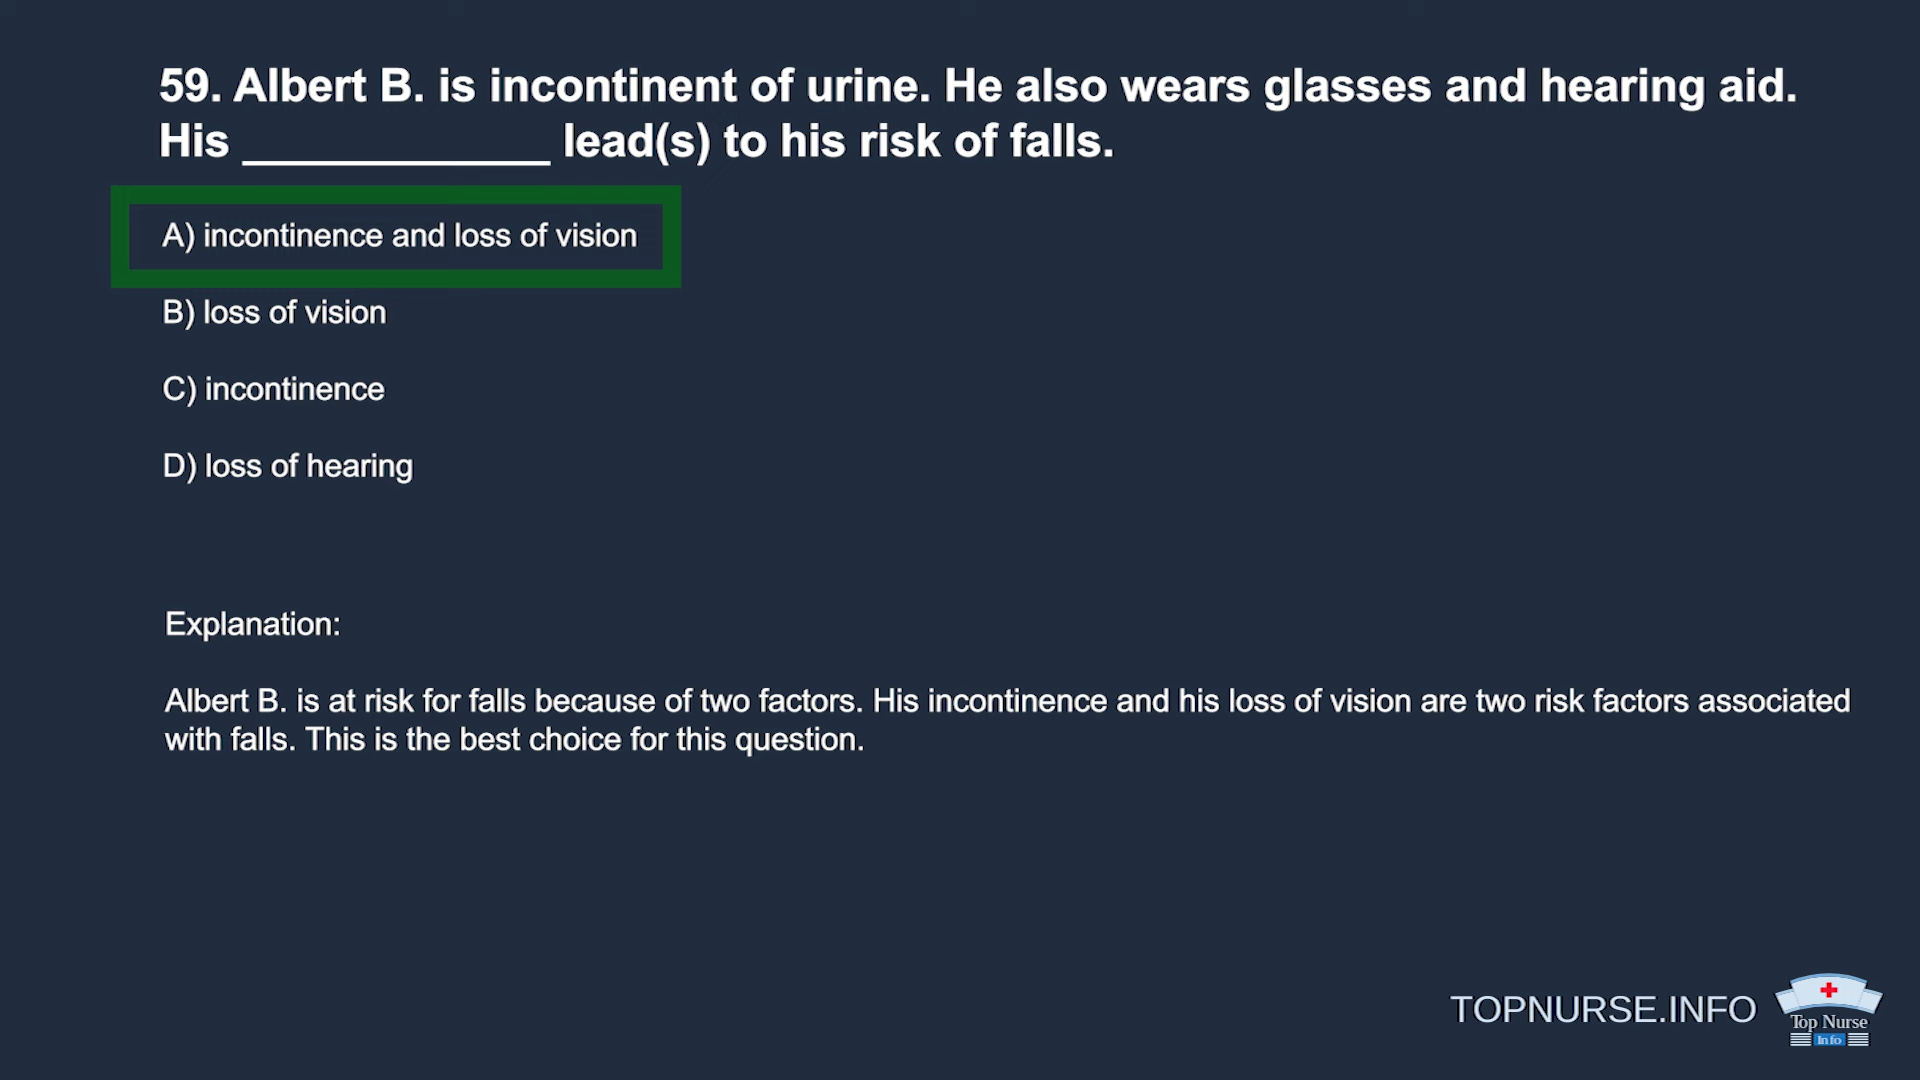 59. Albert B. is incontinent of urine. He also wears glasses and hearing aid.
His ____________ lead(s) to his risk of falls.
A) incontinence and loss of vision
B) loss of vision
C) incontinence
D) loss of hearing
Explanation:
Albert B. is at risk for falls because of two factors. His incontinence and his loss of vision are two risk factors associated
with falls. This is the best choice for this question.
TOPNURSE.INFO
Top Nurse
Info